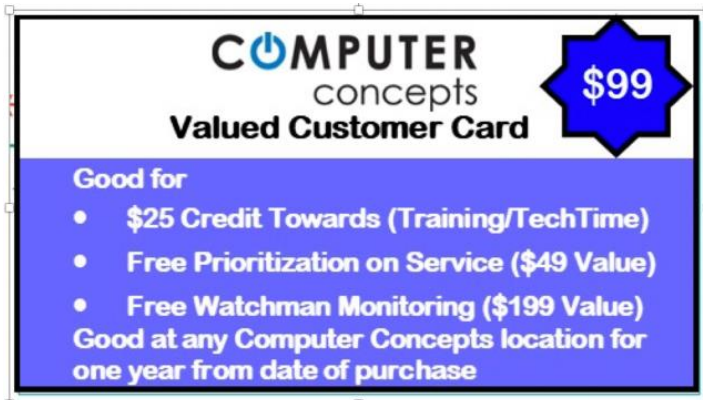 COMPUTER
concepts
$99
Valued Customer Card
Good for
• $25 Credit Towards (Training/TechTime)
• Free Prioritization on Service ($49 Value)
• Free Watchman Monitoring ($199 Value)
Good at any Computer Concepts location for
one year from date of purchase